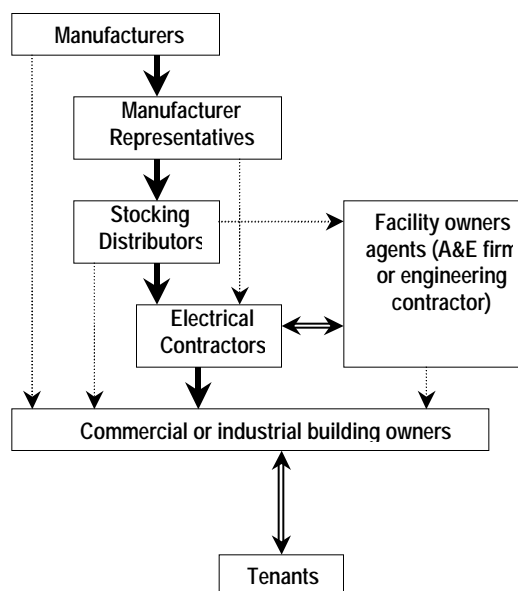 Manufacturers
Manufacturer
Representatives
Stocking
Distributors
Facility owners
agents (A&E firm
or engineering
contractor)
Electrical
Contractors
Commercial or industrial building owners
Tenants